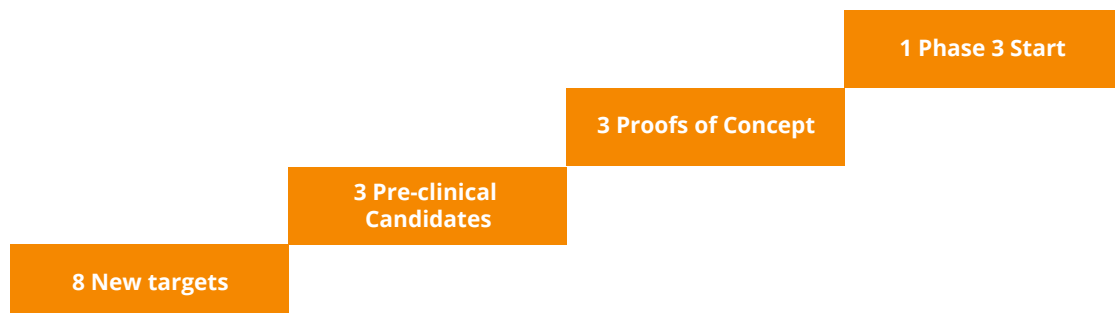 1 Phase 3 Start
3 Proofs of Concept
3 Pre-clinical
Candidates
8 New targets